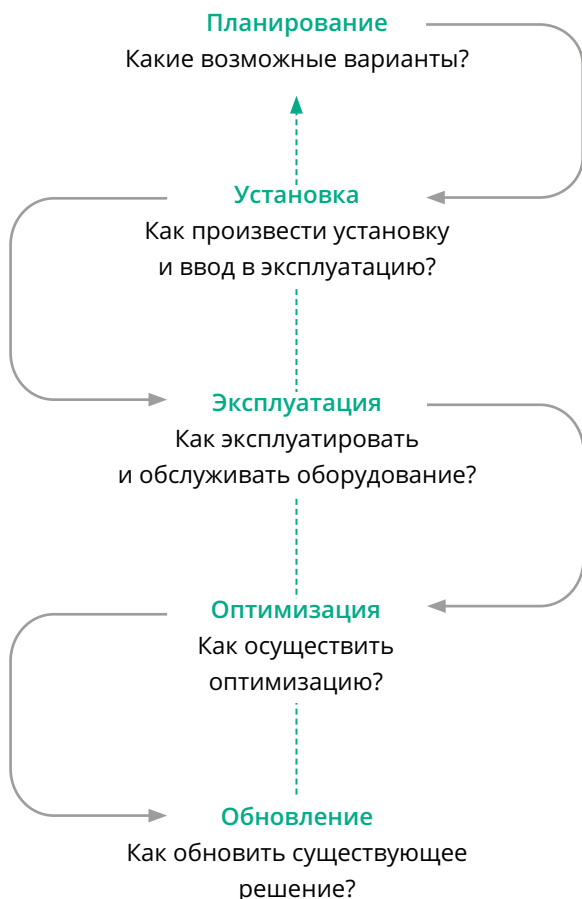 Планирование
Какие возможные варианты?
Установка
Как произвести установку
и ввод в эксплуатацию?
Эксплуатация
Как эксплуатировать
и обслуживать оборудование?
Оптимизация
Как осуществить
оптимизацию?
Обновление
Как обновить существующее
решение?